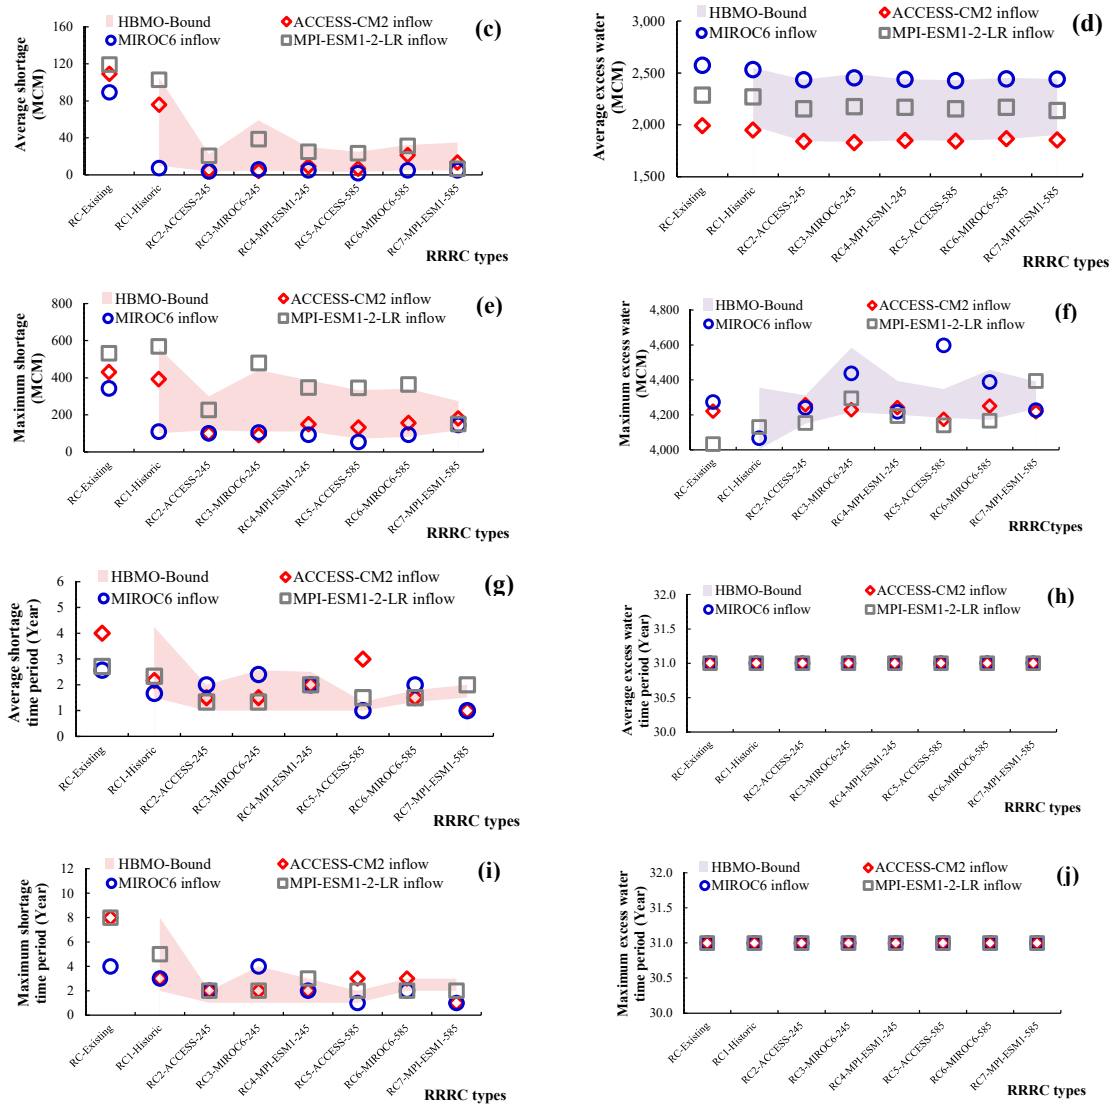 HBMO-Bound
ACCESS-CM2 inflow
MIROC6 inflow
MPI-ESM1-2-LR inflow
(c)
Average shortage
(MCM)
160
120
80
40
0
RC-Existing
RC1-Historic
RC2-ACCESS-245
RC3-MIROC6-245
RC4-MPI-ESM1-245
RC5-ACCESS-585
RC6-MIROC6-585
RC7-MPI-ESM1-585
RRRC types
HBMO-Bound
ACCESS-CM2 inflow
MIROC6 inflow
MPI-ESM1-2-LR inflow
(d)
Average excess water
(MCM)
3,000
2,500
2,000
1,500
RC-Existing
RC1-Historic
RC2-ACCESS-245
RC3-MIROC6-245
RC4-MPI-ESM1-245
RC5-ACCESS-585
RC6-MIROC6-585
RC7-MPI-ESM1-585
RRRC types
HBMO-Bound
ACCESS-CM2 inflow
MIROC6 inflow
MPI-ESM1-2-LR inflow
(e)
Maximum shortage
(MCM)
800
600
400
200
0
RC-Existing
RC1-Historic
RC2-ACCESS-245
RC3-MIROC6-245
RC4-MPI-ESM1-245
RC5-ACCESS-585
RC6-MIROC6-585
RC7-MPI-ESM1-585
RRRC types
HBMO-Bound
ACCESS-CM2 inflow
MIROC6 inflow
MPI-ESM1-2-LR inflow
(f)
Maximum excess water
(MCM)
4,800
4,600
4,400
4,200
4,000
RC-Existing
RC1-Historic
RC2-ACCESS-245
RC3-MIROC6-245
RC4-MPI-ESM1-245
RC5-ACCESS-585
RC6-MIROC6-585
RC7-MPI-ESM1-585
RRRCtypes
HBMO-Bound
ACCESS-CM2 inflow
MIROC6 inflow
MPI-ESM1-2-LR inflow
(g)
Average shortage
time period (Year)
6
5
4
3
2
1
0
RC-Existing
RC1-Historic
RC2-ACCESS-245
RC3-MIROC6-245
RC4-MPI-ESM1-245
RC5-ACCESS-585
RC6-MIROC6-585
RC7-MPI-ESM1-585
RRRC types
HBMO-Bound
ACCESS-CM2 inflow
MIROC6 inflow
MPI-ESM1-2-LR inflow
(h)
Average excess water
time period (Year)
32.0
31.5
31.0
30.5
30.0
RC-Existing
RC1-Historic
RC2-ACCESS-245
RC3-MIROC6-245
RC4-MPI-ESM1-245
RC5-ACCESS-585
RC6-MIROC6-585
RC7-MPI-ESM1-585
RRRC types
HBMO-Bound
ACCESS-CM2 inflow
MIROC6 inflow
MPI-ESM1-2-LR inflow
(i)
Maximum shortage
time period (Year)
12
10
8
6
4
2
0
RC-Existing
RC1-Historic
RC2-ACCESS-245
RC3-MIROC6-245
RC4-MPI-ESM1-245
RC5-ACCESS-585
RC6-MIROC6-585
RC7-MPI-ESM1-585
RRRC types
HBMO-Bound
ACCESS-CM2 inflow
MIROC6 inflow
MPI-ESM1-2-LR inflow
(j)
Maximum excess water
time period (Year)
32.0
31.5
31.0
30.5
30.0
RC-Existing
RC1-Historic
RC2-ACCESS-245
RC3-MIROC6-245
RC4-MPI-ESM1-245
RC5-ACCESS-585
RC6-MIROC6-585
RC7-MPI-ESM1-585
RRRC types